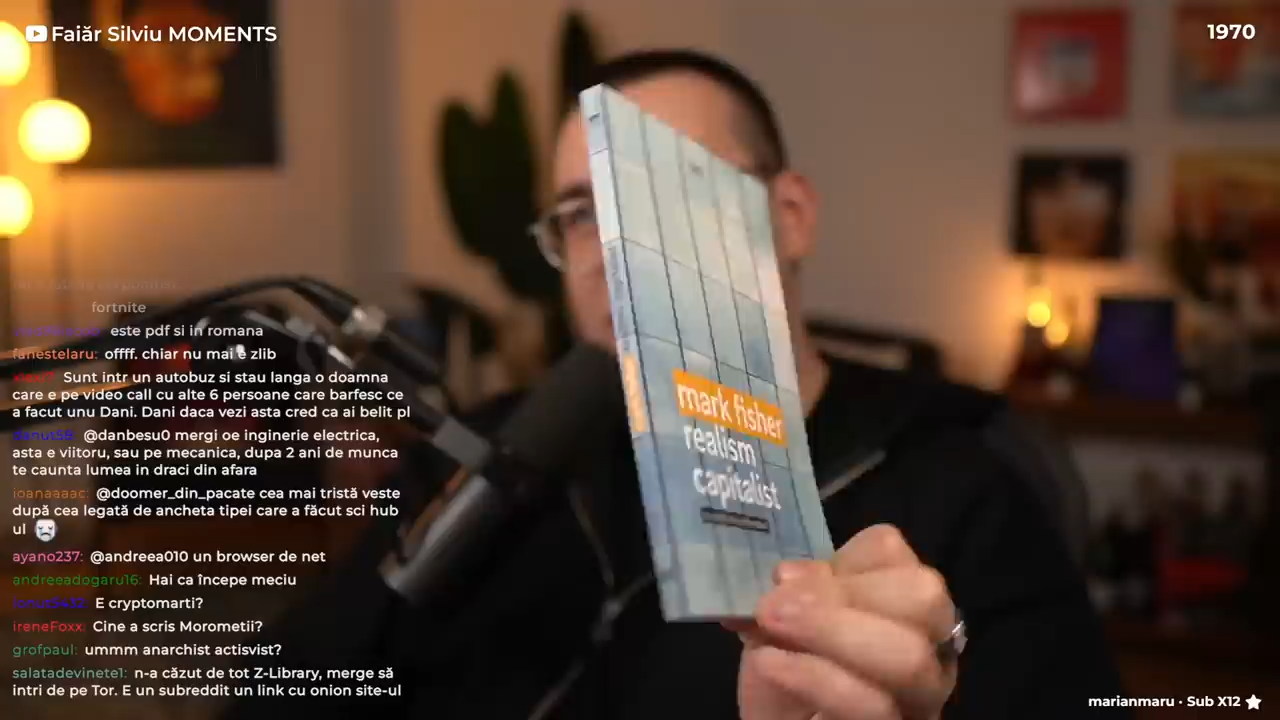 Faiăr Silviu MOMENTS
1970
mark fisher
realism
capitalist
fortnite
este pdf si in romana
fanestelaru: offff. chiar nu mai e zlib
Sunt intr un autobuz si stau langa o doamna
care e pe video call cu alte 6 persoane care barfesc ce
a facut unu Dani. Dani daca vezi asta cred ca ai belit pl
danut59: @danbesu0 mergi oe inginerie electrica,
asta e viitoru, sau pe mecanica, dupa 2 ani de munca
te caunta lumea in draci din afara
ioanaaaac: @doomer_din_pacate cea mai tristă veste
după cea legată de ancheta tipei care a făcut sci hub
ul
ayano237: @andreea010 un browser de net
andreeadogaru16: Hai ca începe meciu
ionut5432: E cryptomarti?
ireneFoxx: Cine a scris Morometii?
grofpaul: ummm anarchist activsist?
salatadevinete1: n-a căzut de tot Z-Library, merge să
intri de pe Tor. E un subreddit un link cu onion site-ul
marianmaru · Sub X12